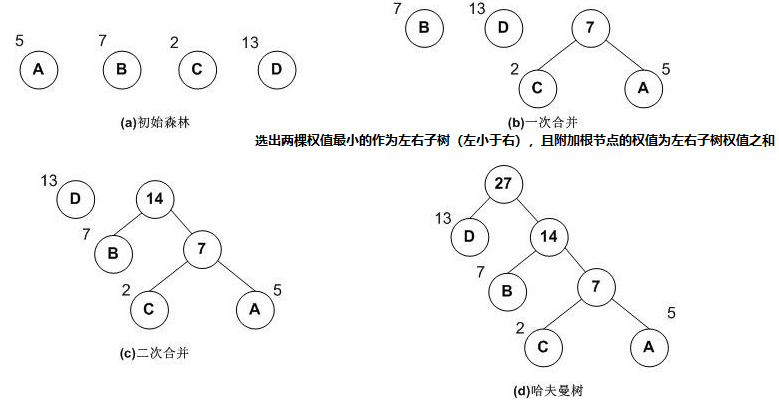 5
7
2
13
A
B
C
D
(a)初始森林
7
13
B
D
7
2
5
C
A
(b)一次合并
选出两棵权值最小的作为左右子树（左小于右），且附加根节点的权值为左右子树权值之和
13
D
14
7
B
7
2
5
C
A
(c)二次合并
27
13
D
14
7
B
7
2
5
C
A
(d)哈夫曼树